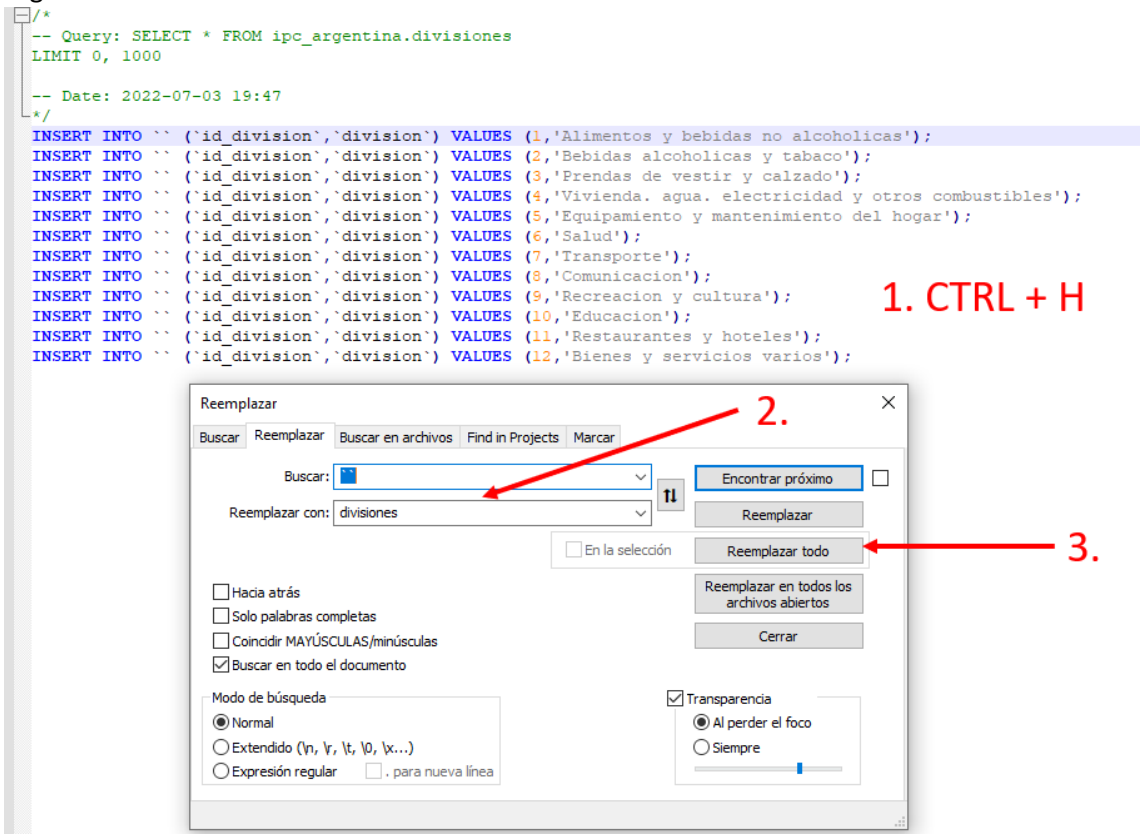 /*
-- Query: SELECT * FROM ipc_argentina.divisiones
LIMIT 0, 1000
-- Date: 2022-07-03 19:47
*/
INSERT INTO `` (`id_division`,`division`) VALUES (1,'Alimentos y bebidas no alcoholicas');
INSERT INTO `` (`id_division`,`division`) VALUES (2,'Bebidas alcoholicas y tabaco');
INSERT INTO `` (`id_division`,`division`) VALUES (3,'Prendas de vestir y calzado');
INSERT INTO `` (`id_division`,`division`) VALUES (4,'Vivienda. agua. electricidad y otros combustibles');
INSERT INTO `` (`id_division`,`division`) VALUES (5,'Equipamiento y mantenimiento del hogar');
INSERT INTO `` (`id_division`,`division`) VALUES (6,'Salud');
INSERT INTO `` (`id_division`,`division`) VALUES (7,'Transporte');
INSERT INTO `` (`id_division`,`division`) VALUES (8,'Comunicacion');
INSERT INTO `` (`id_division`,`division`) VALUES (9,'Recreacion y cultura');
INSERT INTO `` (`id_division`,`division`) VALUES (10,'Educacion');
INSERT INTO `` (`id_division`,`division`) VALUES (11,'Restaurantes y hoteles');
INSERT INTO `` (`id_division`,`division`) VALUES (12,'Bienes y servicios varios');
1. CTRL + H
Reemplazar
2.
Buscar Reemplazar Buscar en archivos Find in Projects Marcar
Buscar: `` Encontrar próximo
Reemplazar con: divisiones Reemplazar
En la selección Reemplazar todo
3.
Reemplazar en todos los
archivos abiertos
Cerrar
Hacia atrás
Solo palabras completas
Coincidir MAYÚSCULAS/minúsculas
Buscar en todo el documento
Modo de búsqueda
Normal
Extendido (\n, \r, \t, \0, \x...)
Expresión regular . para nueva línea
Transparencia
Al perder el foco
Siempre